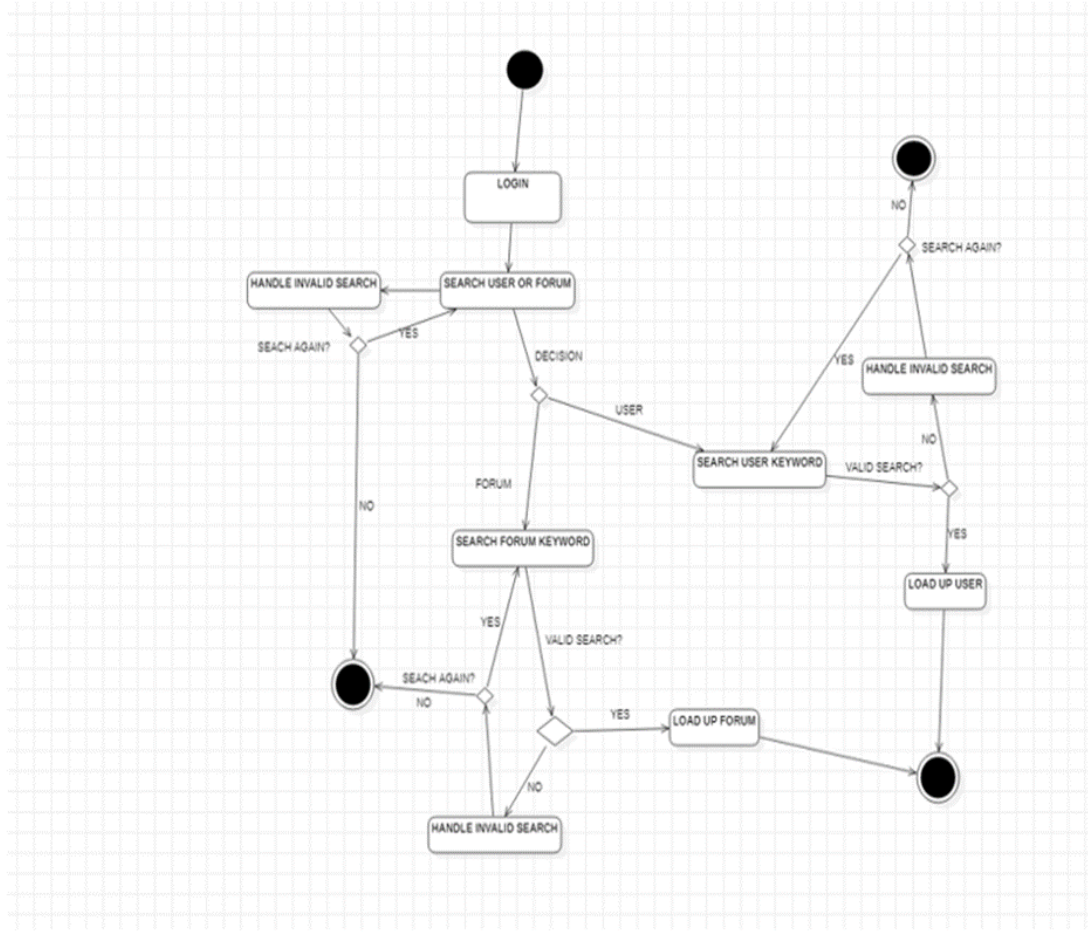 LOGIN
NO
SEARCH AGAIN?
HANDLE INVALID SEARCH
SEARCH USER OR FORUM
YES
SEACH AGAIN?
DECISION
YES
HANDLE INVALID SEARCH
USER
NO
SEARCH USER KEYWORD
VALID SEARCH?
FORUM
NO
YES
SEARCH FORUM KEYWORD
LOAD UP USER
YES
VALID SEARCH?
SEACH AGAIN?
NO
YES
LOAD UP FORUM
NO
HANDLE INVALID SEARCH